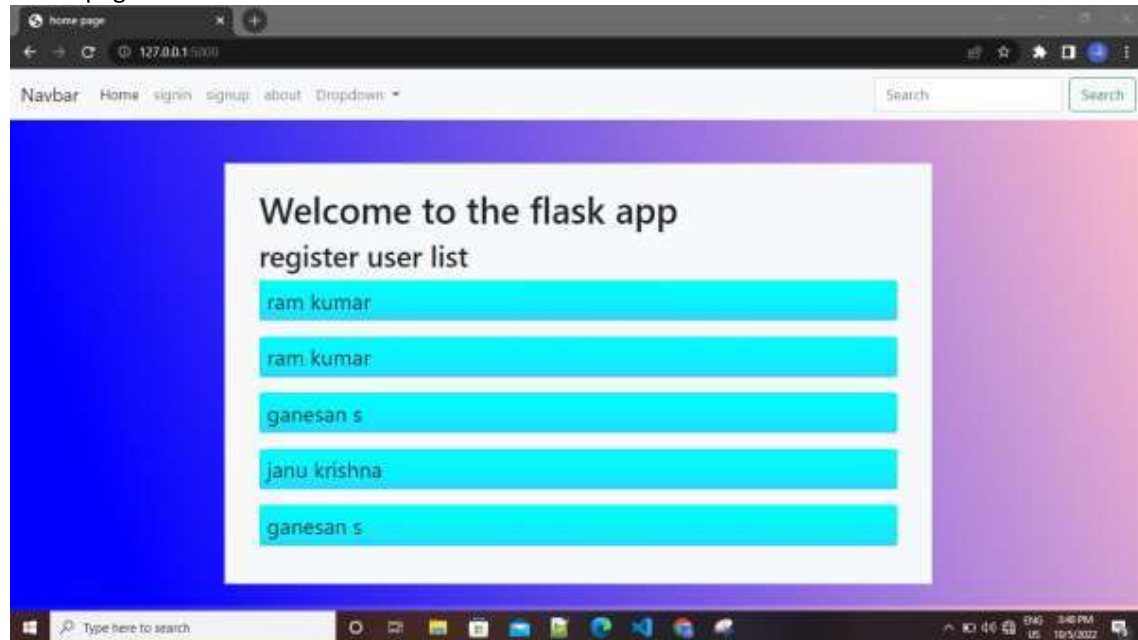 home page
127.0.0.1:5000
Navbar Home signin signup about Dropdown Search Search
Welcome to the flask app
register user list
ram kumar
ram kumar
ganesan s
janu krishna
ganesan s
Type here to search
ENG 3:48 PM
US 10/5/2022